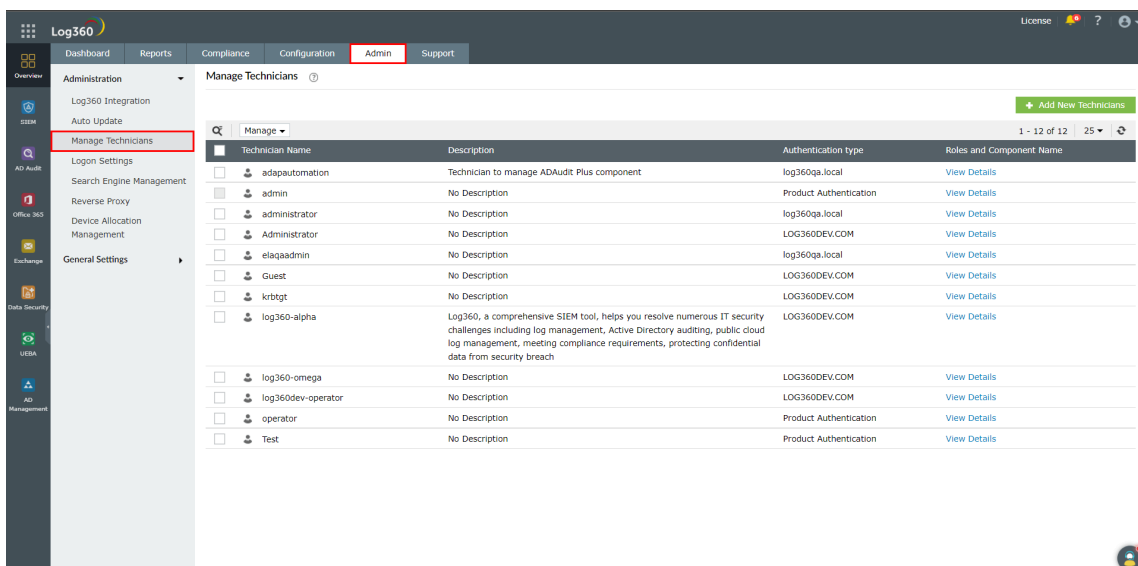 Log360
License 6 ?
Dashboard Reports Compliance Configuration Admin Support
Overview
SIEM
AD Audit
Office 365
Exchange
Data Security
UEBA
AD
Management
Administration
Log360 Integration
Auto Update
Manage Technicians
Logon Settings
Search Engine Management
Reverse Proxy
Device Allocation
Management
General Settings
Manage Technicians ?
+ Add New Technicians
Manage 1 - 12 of 12 25
Technician Name Description Authentication type Roles and Component Name
adapautomation Technician to manage ADAudit Plus component log360qa.local View Details
admin No Description Product Authentication View Details
administrator No Description log360qa.local View Details
Administrator No Description LOG360DEV.COM View Details
elaqaadmin No Description log360qa.local View Details
Guest No Description LOG360DEV.COM View Details
krbtgt No Description LOG360DEV.COM View Details
log360-alpha Log360, a comprehensive SIEM tool, helps you resolve numerous IT security LOG360DEV.COM View Details
challenges including log management, Active Directory auditing, public cloud
log management, meeting compliance requirements, protecting confidential
data from security breach
log360-omega No Description LOG360DEV.COM View Details
log360dev-operator No Description LOG360DEV.COM View Details
operator No Description Product Authentication View Details
Test No Description Product Authentication View Details